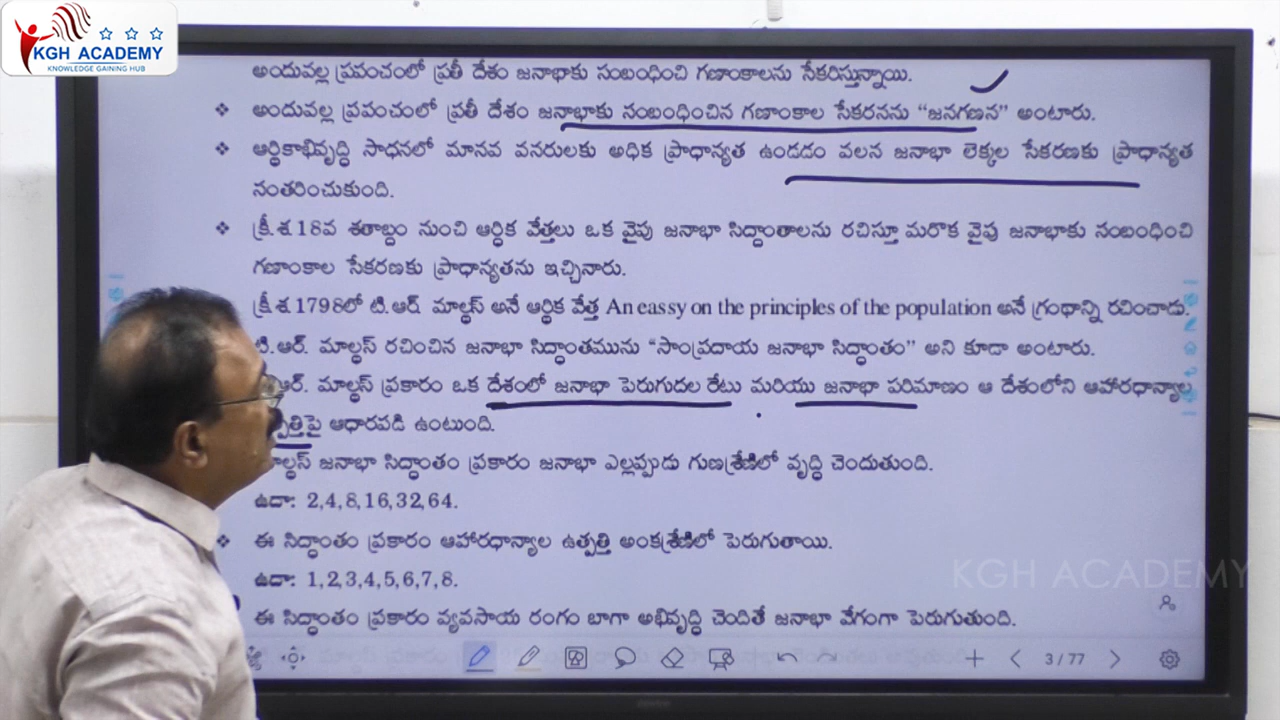 KGH ACADEMY
KNOWLEDGE GAINING HUB
అందువల్ల ప్రపంచంలో ప్రతీ దేశం జనాభాకు సంబంధించి గణాంకాలను సేకరిస్తున్నాయి.
❖ అందువల్ల ప్రపంచంలో ప్రతీ దేశం జనాభాకు సంబంధించిన గణాంకాల సేకరనను “జనగణన” అంటారు.
❖ ఆర్థికాభివృద్ధి సాధనలో మానవ వనరులకు అధిక ప్రాధాన్యత ఉండడం వలన జనాభా లెక్కల సేకరణకు ప్రాధాన్యత
సంతరించుకుంది.
❖ క్రీ.శ.18వ శతాబ్దం నుంచి ఆర్థిక వేత్తలు ఒక వైపు జనాభా సిద్ధాంతాలను రచిస్తూ మరొక వైపు జనాభాకు సంబంధించి
గణాంకాల సేకరణకు ప్రాధాన్యతను ఇచ్చినారు.
క్రీ.శ.1798లో టి.ఆర్ మాల్థస్ అనే ఆర్థిక వేత్త An eassy on the principles of the population అనే గ్రంథాన్ని రచించాడు.
టి.ఆర్. మాల్థస్ రచించిన జనాభా సిద్ధాంతమును “సాంప్రదాయ జనాభా సిద్ధాంతం” అని కూడా అంటారు.
ఆర్. మాల్థస్ ప్రకారం ఒక దేశంలో జనాభా పెరుగుదల రేటు మరియు జనాభా పరిమాణం ఆ దేశంలోని ఆహారధాన్యాల
ఆధారపడి ఉంటుంది.
జనాభా సిద్ధాంతం ప్రకారం జనాభా ఎల్లప్పుడు గుణశ్రేణిలో వృద్ధి చెందుతుంది.
ఉదా: 2,4,8,16,32,64.
❖ ఈ సిద్ధాంతం ప్రకారం ఆహారధాన్యాల ఉత్పత్తి అంకశ్రేణిలో పెరుగుతాయి.
ఉదా: 1,2,3,4,5,6,7,8.
ఈ సిద్ధాంతం ప్రకారం వ్యవసాయ రంగం బాగా అభివృద్ధి చెందితే జనాభా వేగంగా పెరుగుతుంది.
KGH ACADEMY
3/77